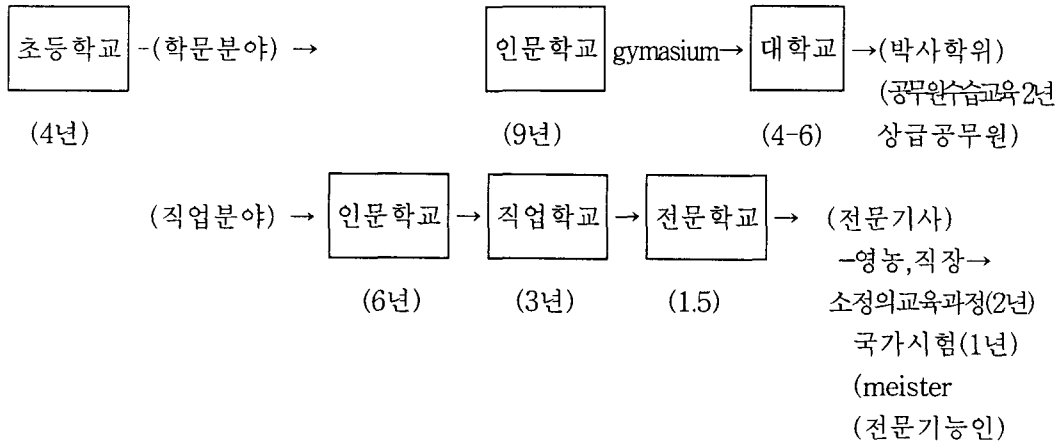 초등학교 -(학문분야) → 인문학교 gymasium→ 대학교 →(박사학위)
(공무원수습교육 2년
(4년) (9년) (4-6) 상급공무원)
(직업분야) → 인문학교 → 직업학교 → 전문학교 → (전문기사)
-영농,직장→
(6년) (3년) (1.5) 소정의교육과정(2년)
국가시험(1년)
(meister
(전문기능인)